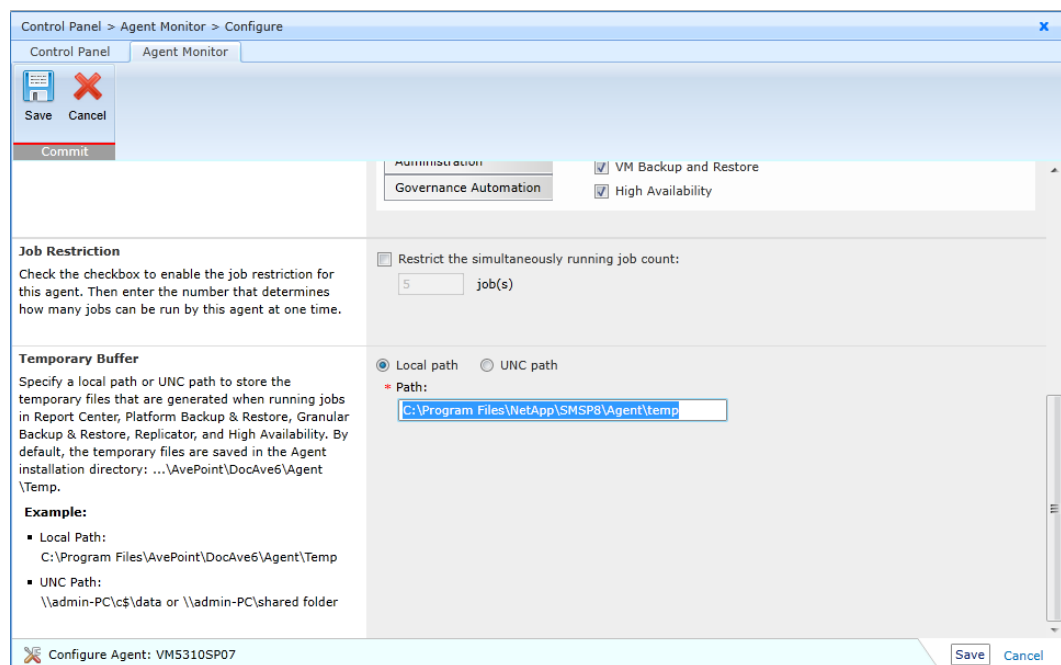 Control Panel > Agent Monitor > Configure
x
Control Panel Agent Monitor
Save Cancel
Commit
Administration VM Backup and Restore
Governance Automation High Availability
Job Restriction
Check the checkbox to enable the job restriction for
this agent. Then enter the number that determines
how many jobs can be run by this agent at one time.
Restrict the simultaneously running job count:
5 job(s)
Temporary Buffer
Specify a local path or UNC path to store the
temporary files that are generated when running jobs
in Report Center, Platform Backup & Restore, Granular
Backup & Restore, Replicator, and High Availability. By
default, the temporary files are saved in the Agent
installation directory: ...\AvePoint\DocAve6\Agent
\Temp.
Example:
▪ Local Path:
C:\Program Files\AvePoint\DocAve6\Agent\Temp
▪ UNC Path:
\\admin-PC\c$\data or \\admin-PC\shared folder
Local path UNC path
* Path:
C:\Program Files\NetApp\SMSP8\Agent\temp
Configure Agent: VM5310SP07
Save Cancel